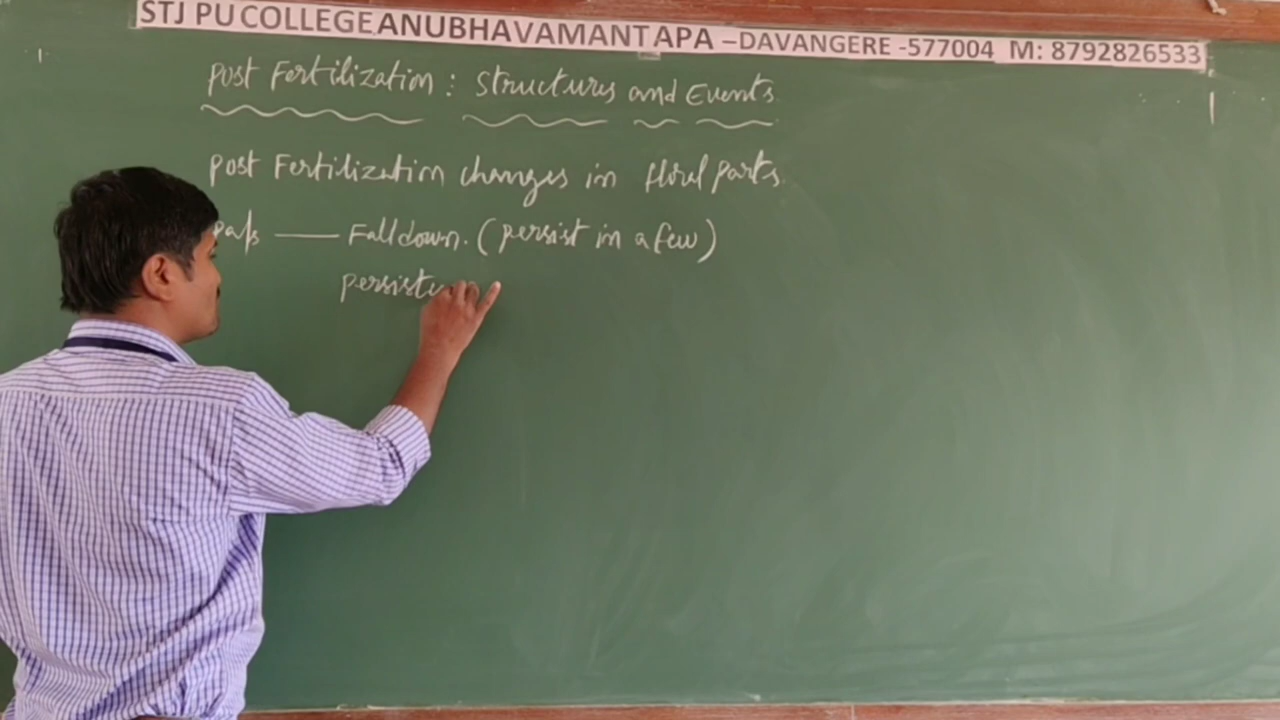 STJ PU COLLEGE ANUBHAVAMANTAPA –DAVANGERE -577004 M: 8792826533
Post Fertilization : Structures and Events
Post Fertilization changes in floral parts
—— Fall down. (persist in a few)